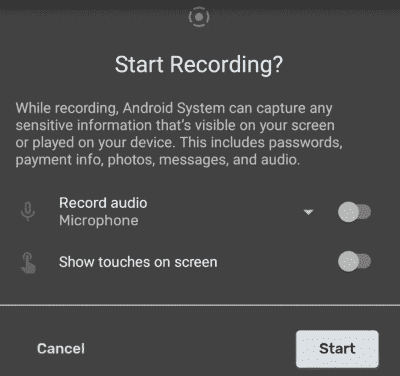 Start Recording?
While recording, Android System can capture any
sensitive information that's visible on your screen
or played on your device. This includes passwords,
payment info, photos, messages, and audio.
Record audio
Microphone
Show touches on screen
Cancel
Start